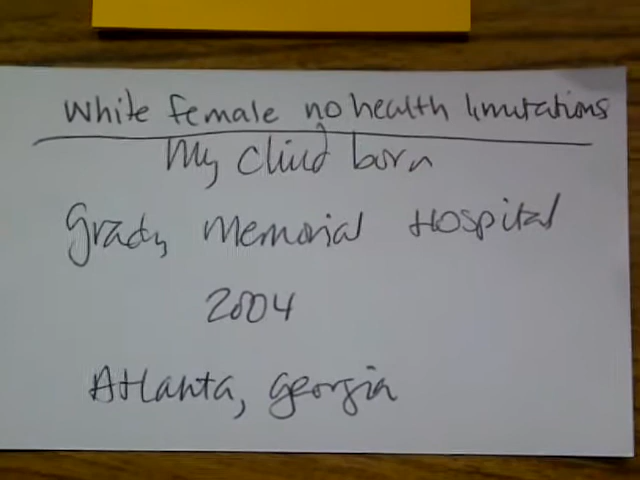 White female no health limitations
My Child born
Grady Memorial Hospital
2004
Atlanta, georgia